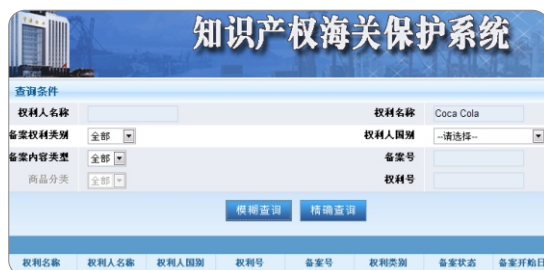 知识产权海关保护系统
查询条件
权利人名称 权利名称 Coca Cola
备案权利类别 全部 权利人国别 --请选择--
备案内容类型 全部 备案号
商品分类 全部 权利号
模糊查询 精确查询
权利名称 权利人名称 权利人国别 权利号 备案号 权利类别 备案状态 备案开始日